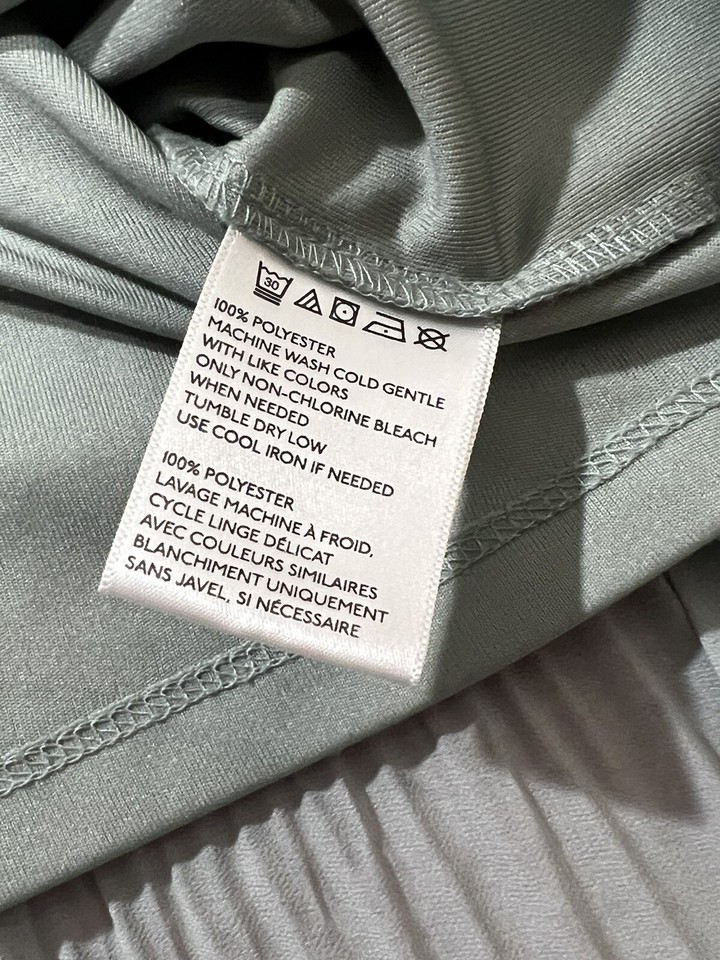 30
100% POLYESTER
MACHINE WASH COLD GENTLE
WITH LIKE COLORS
ONLY NON-CHLORINE BLEACH
WHEN NEEDED
TUMBLE DRY LOW
USE COOL IRON IF NEEDED
100% POLYESTER
LAVAGE MACHINE À FROID,
CYCLE LINGE DÉLICAT
AVEC COULEURS SIMILAIRES
BLANCHIMENT UNIQUEMENT
SANS JAVEL, SI NÉCESSAIRE